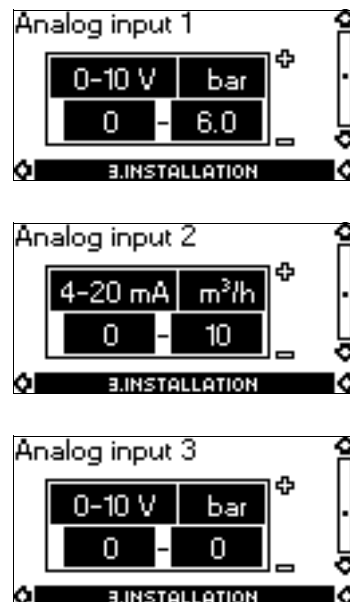 Analog input 1
0-10 V bar
0 - 6.0
3.INSTALLATION
Analog input 2
4-20 mA m³/h
0 - 10
3.INSTALLATION
Analog input 3
0-10 V bar
0 - 0
3.INSTALLATION